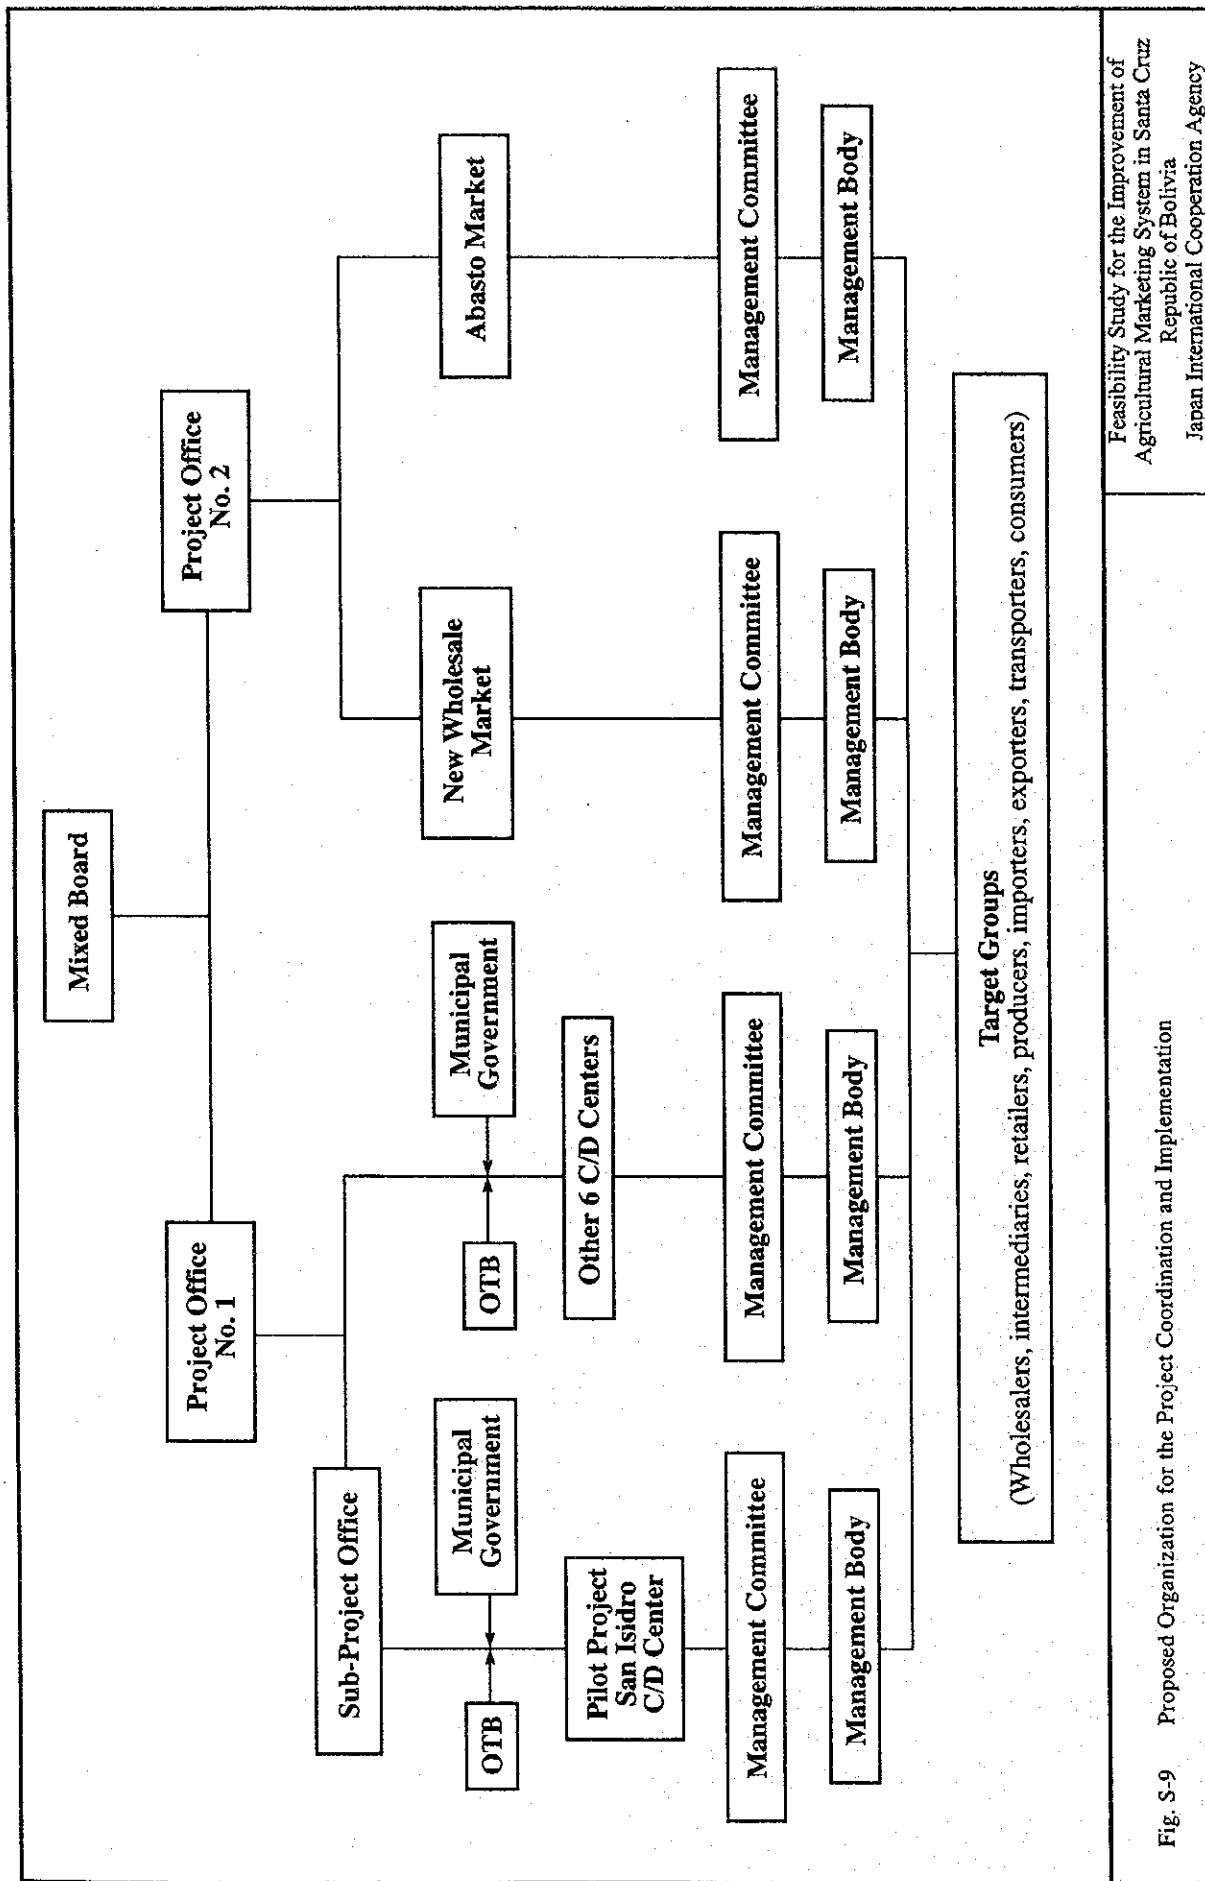 Mixed Board
Project Office
No. 1
Project Office
No. 2
Sub-Project Office
Municipal
Government
Municipal
Government
New Wholesale
Market
Abasto Market
OTB
OTB
Pilot Project
San Isidro
C/D Center
Other 6 C/D Centers
Management Committee
Management Committee
Management Committee
Management Committee
Management Body
Management Body
Management Body
Management Body
Target Groups
(Wholesalers, intermediaries, retailers, producers, importers, exporters, transporters, consumers)
Fig. S-9 Proposed Organization for the Project Coordination and Implementation
Feasibility Study for the Improvement of
Agricultural Marketing System in Santa Cruz
Republic of Bolivia
Japan International Cooperation Agency